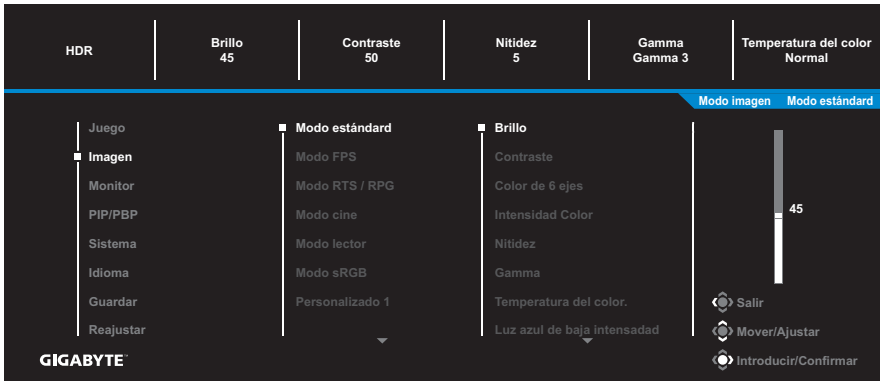 HDR
Brillo
45
Contraste
50
Nitidez
5
Gamma
Gamma 3
Temperatura del color
Normal
Modo imagen Modo estándard
Juego
Imagen
Monitor
PIP/PBP
Sistema
Idioma
Guardar
Reajustar
Modo estándard
Modo FPS
Modo RTS / RPG
Modo cine
Modo lector
Modo sRGB
Personalizado 1
Brillo
Contraste
Color de 6 ejes
Intensidad Color
Nitidez
Gamma
Temperatura del color.
Luz azul de baja intensadad
45
Salir
Mover/Ajustar
Introducir/Confirmar
GIGABYTE™